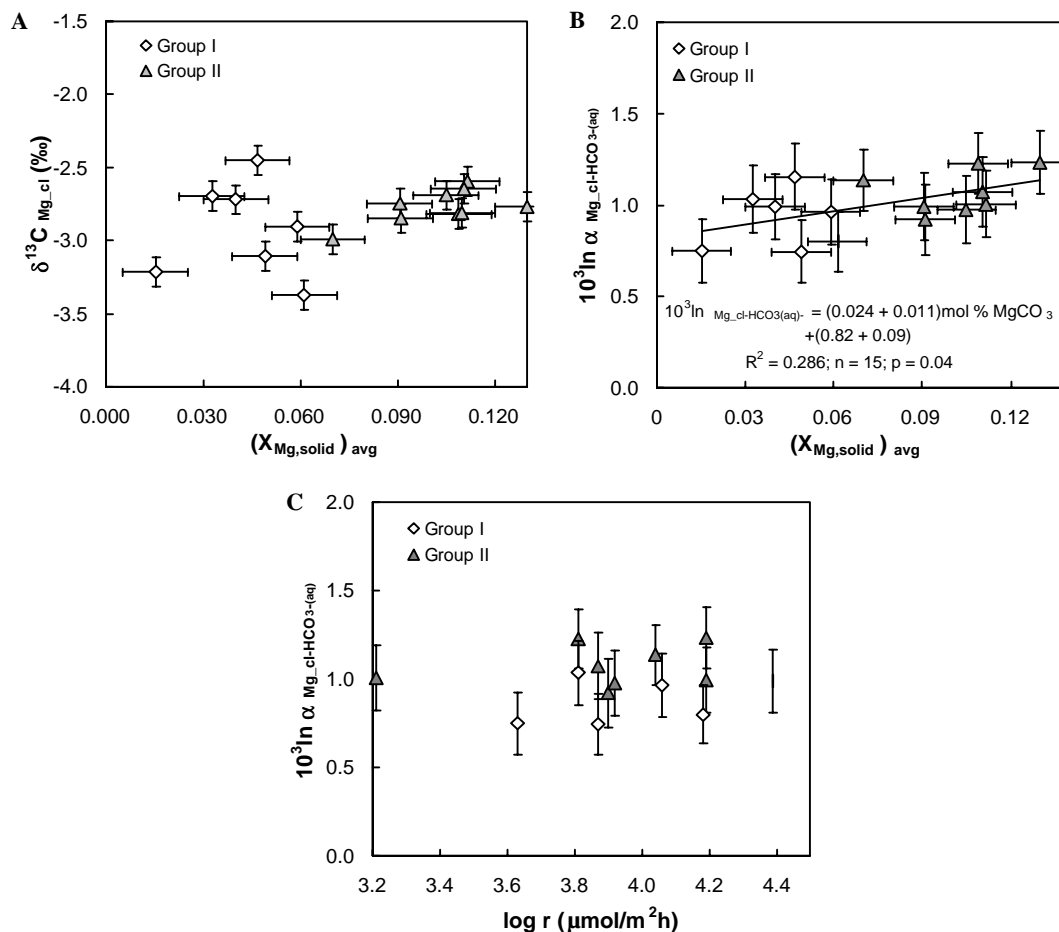 A
-1.5
-2.0
-2.5
-3.0
-3.5
-4.0
δ¹³C Mg_cl (‰)
Group I
Group II
0.000 0.030 0.060 0.090 0.120
(X Mg,solid ) avg
B
2.0
1.5
1.0
0.5
0.0
10³ln α Mg_cl-HCO3-(aq)
Group I
Group II
10³ln Mg_cl-HCO3(aq)- = (0.024 + 0.011)mol % MgCO 3
+(0.82 + 0.09)
R² = 0.286; n = 15; p = 0.04
0 0.03 0.06 0.09 0.12
(X Mg,solid ) avg
C
2.0
1.5
1.0
0.5
0.0
10³ln α Mg_cl-HCO3-(aq)
Group I
Group II
3.2 3.4 3.6 3.8 4.0 4.2 4.4
log r (μmol/m²h)